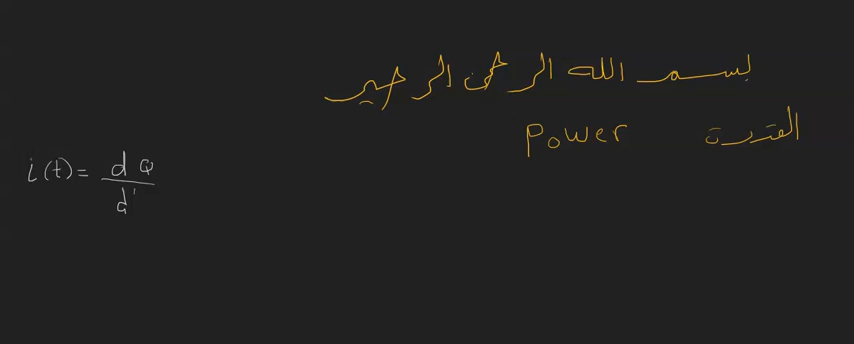 بسم الله الرحمن الرحيم
القدرة Power
i(t) = dQ / d